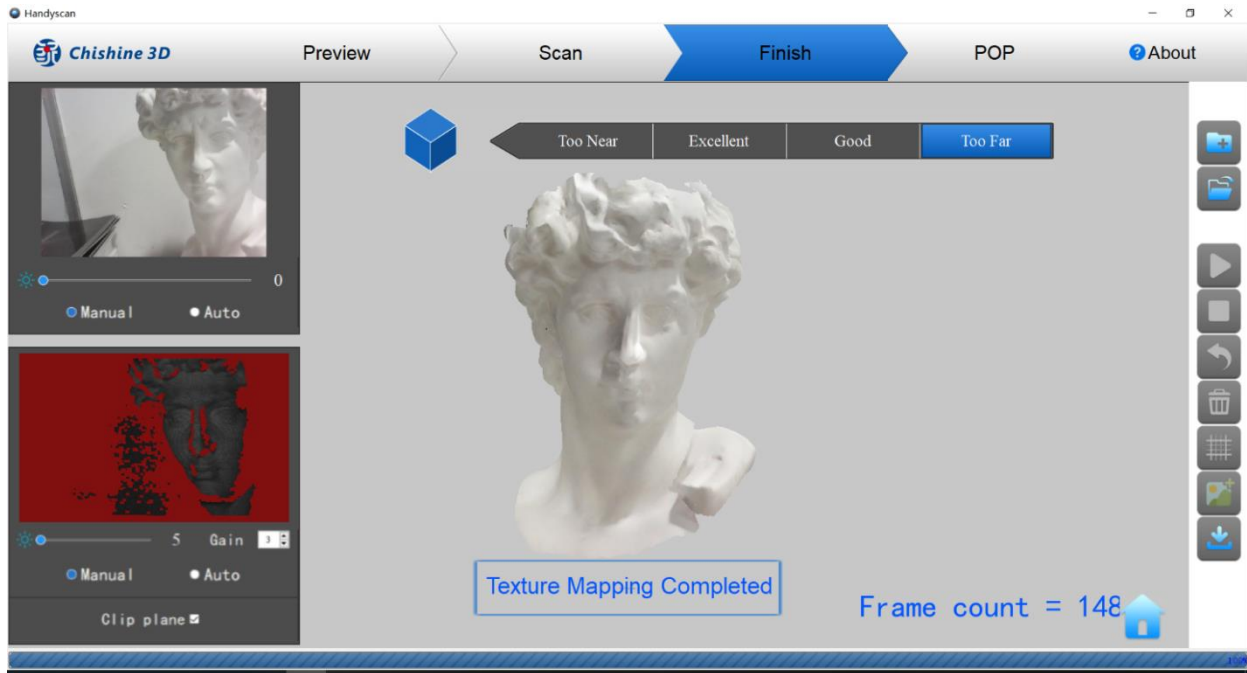 Handyscan
Chishine 3D
Preview
Scan
Finish
POP
?About
Too Near
Excellent
Good
Too Far
0
Manual
Auto
5 Gain 3
Manual
Auto
Clip plane
Texture Mapping Completed
Frame count = 148
100%